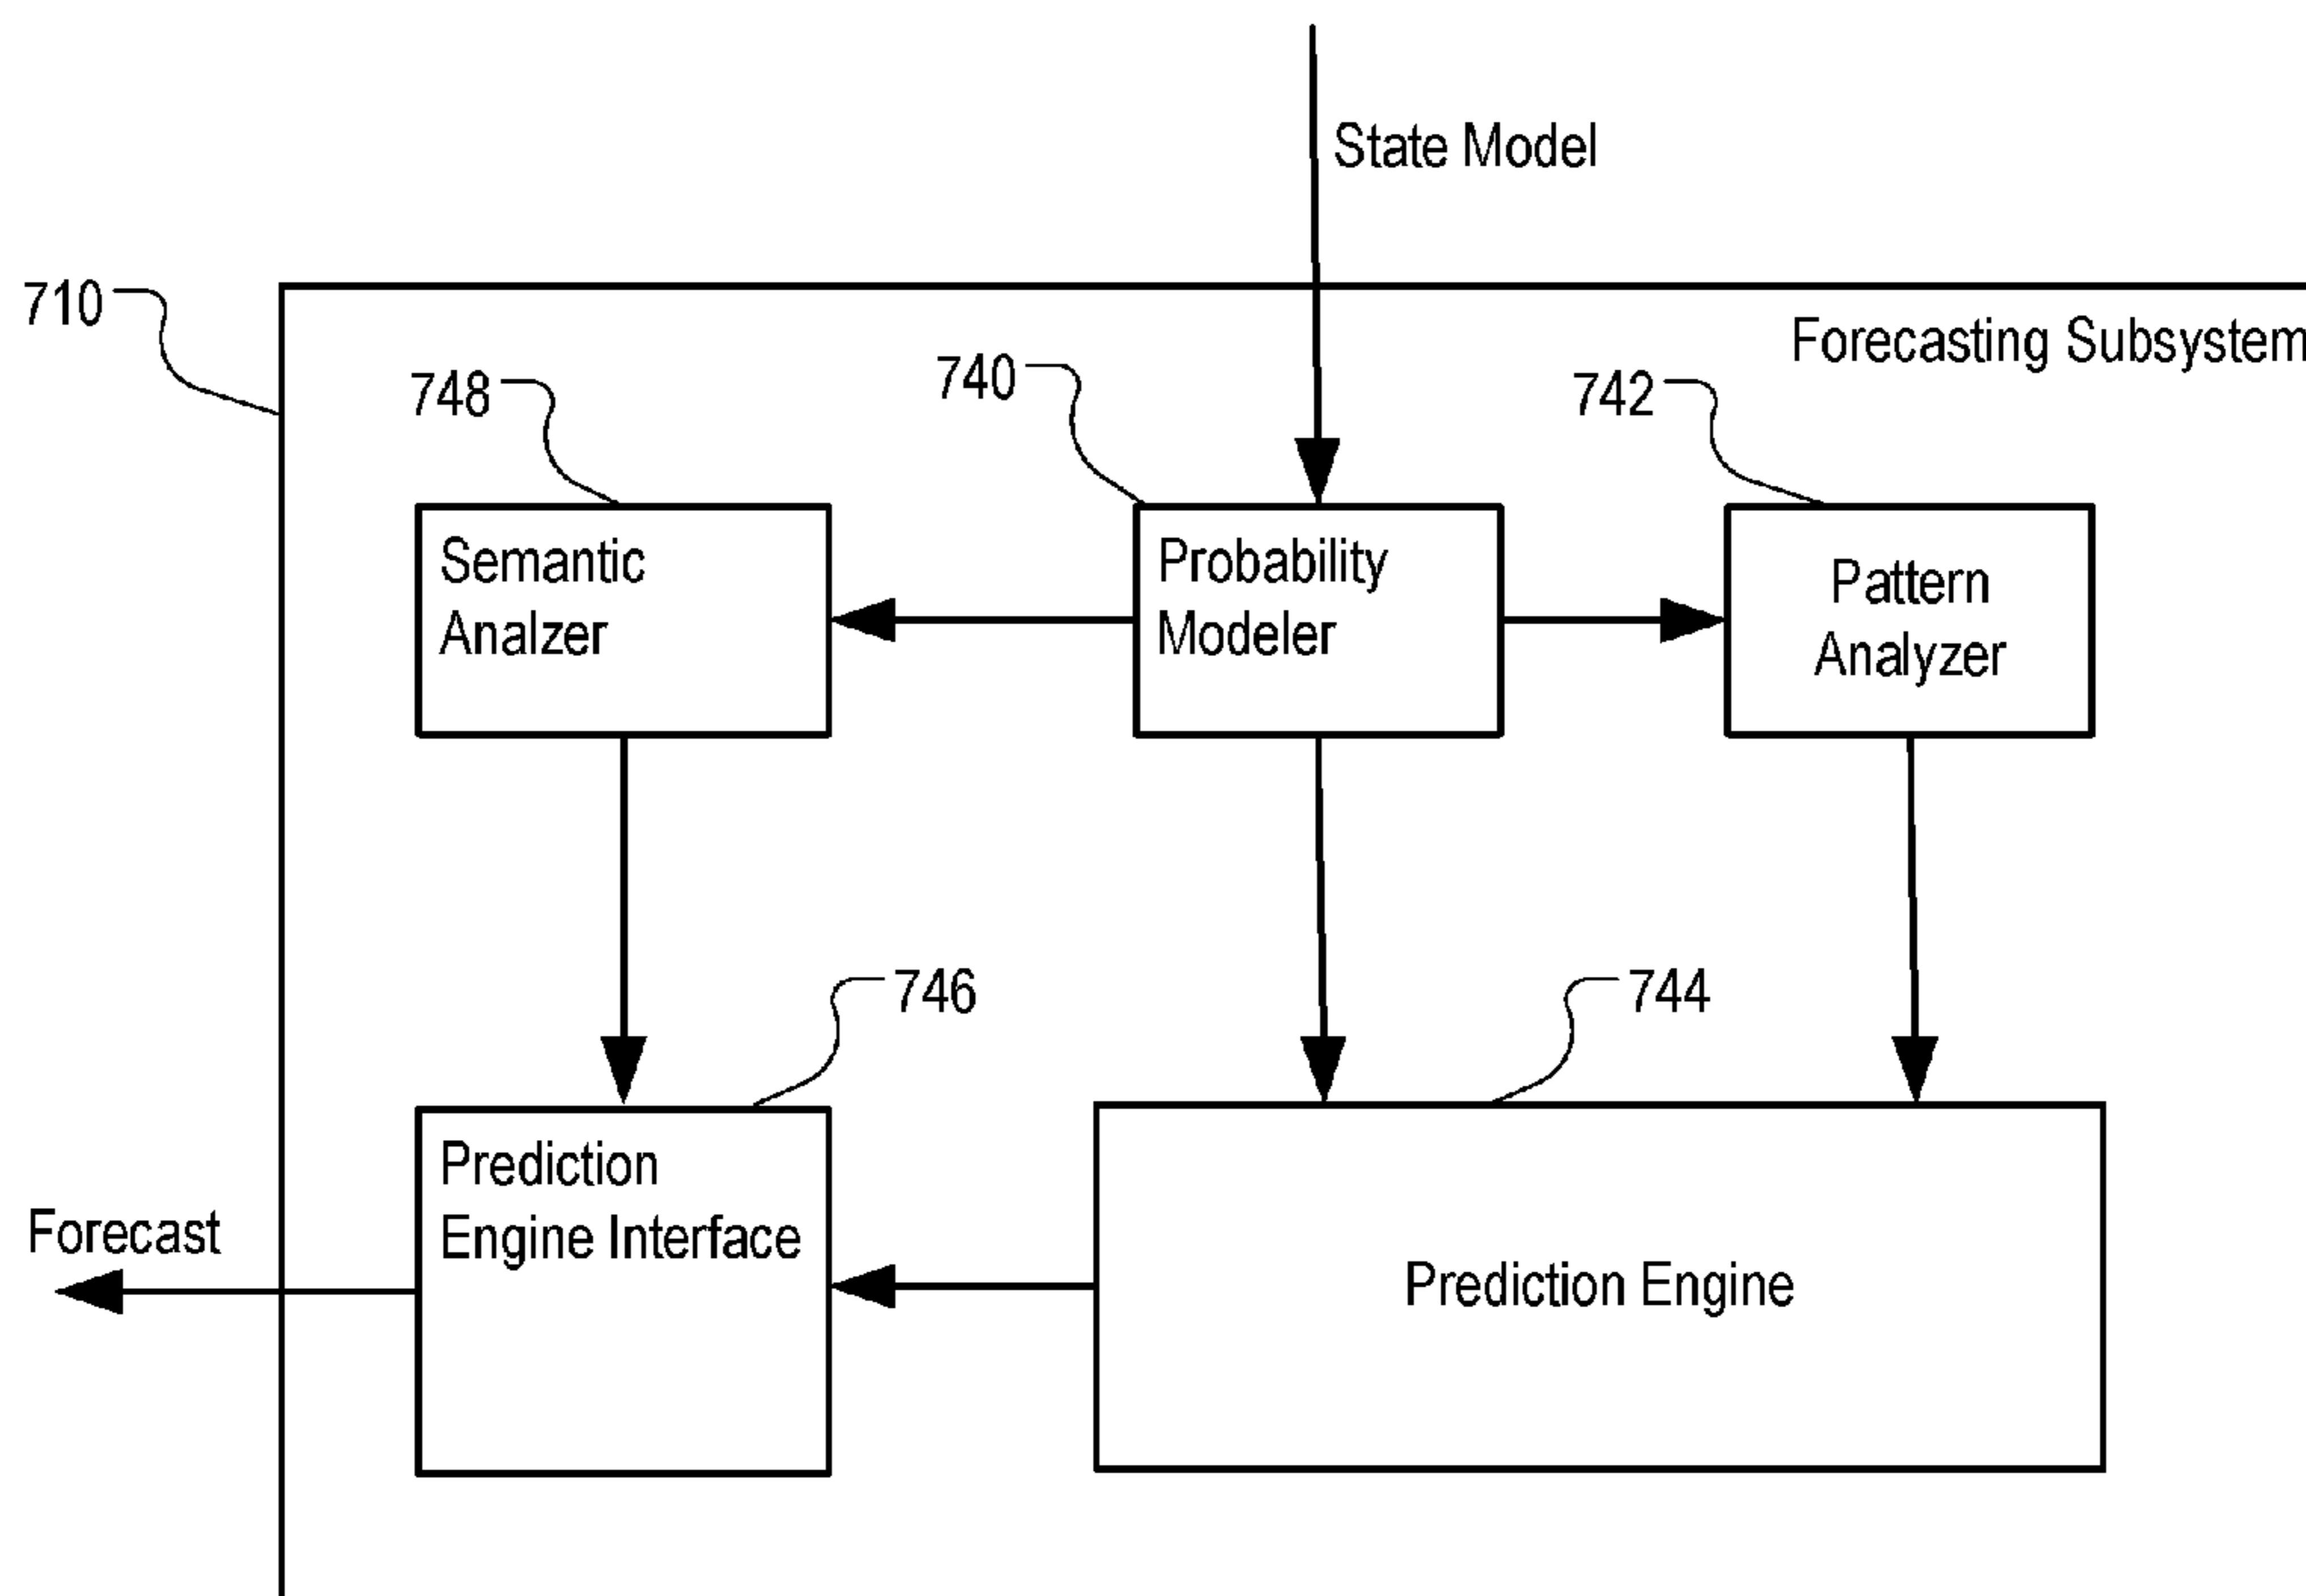 State Model
710
Forecasting Subsystem
748
740
742
Semantic
Analzer
Probability
Modeler
Pattern
Analyzer
746
744
Prediction
Engine Interface
Forecast
Prediction Engine